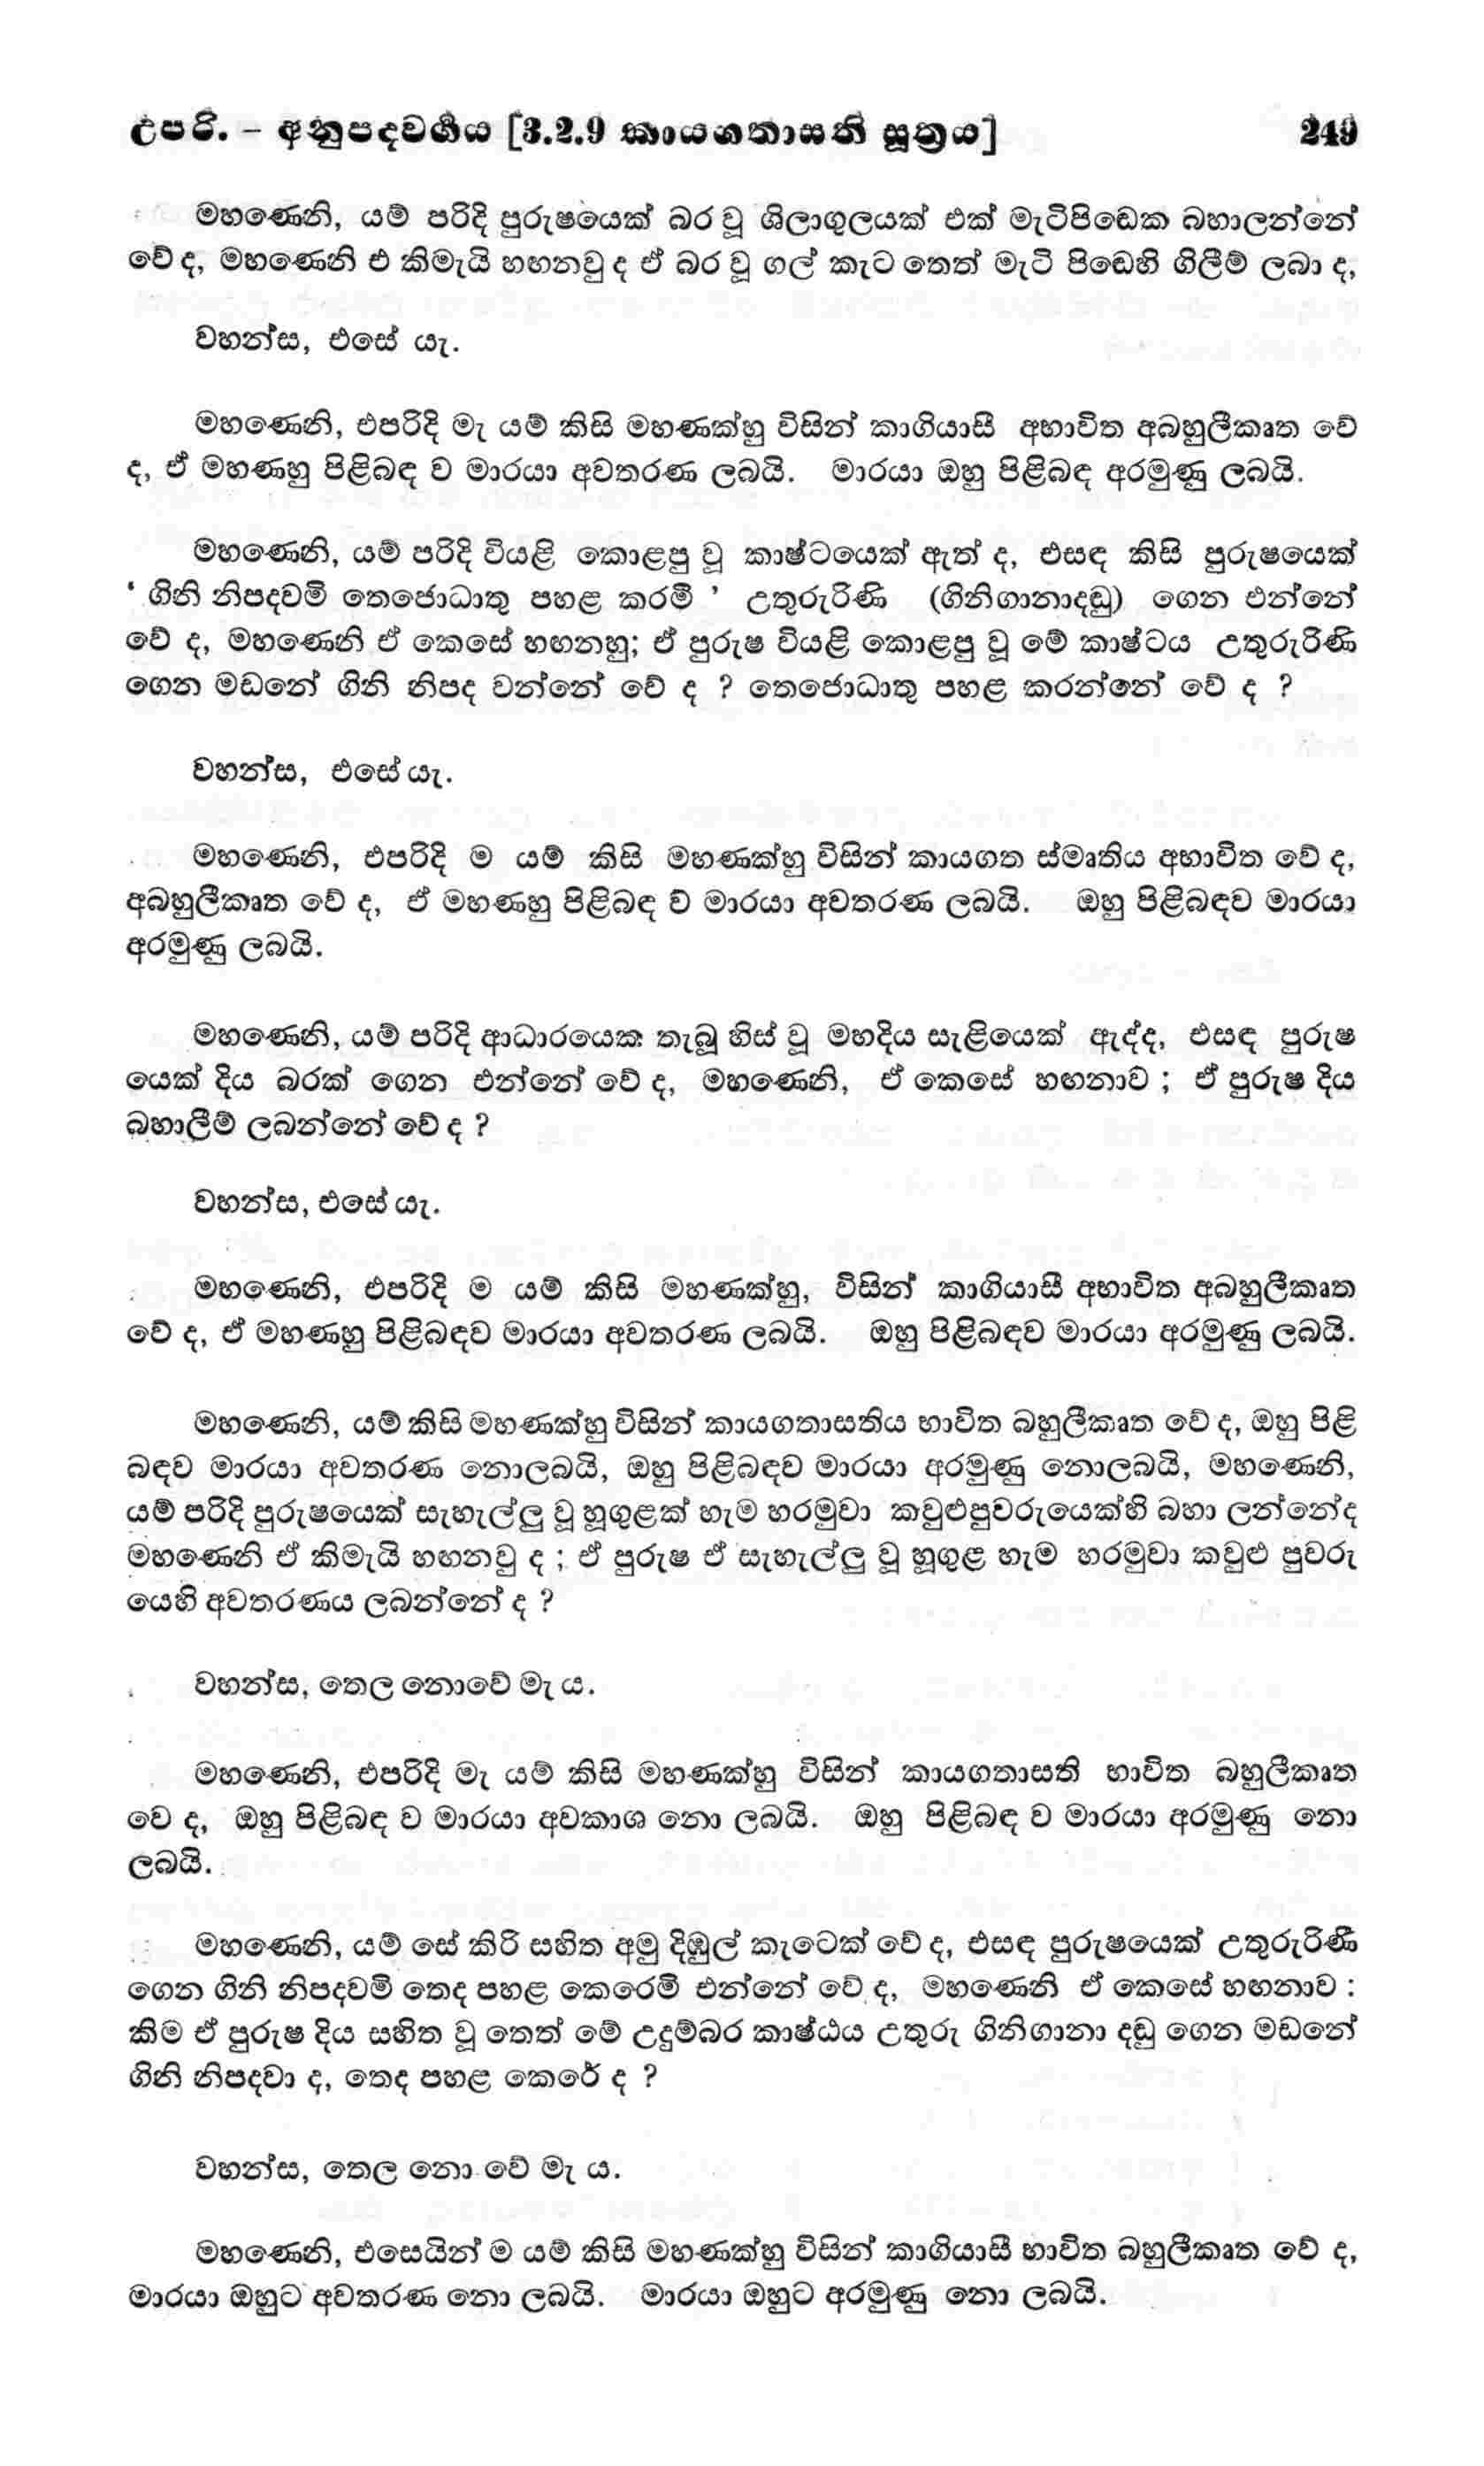 උපරි. – අනුපදවර්‍ගය [3.2.9 කායගතාසති සූත්‍රය] 249
මහණෙනි, යම් පරිදි පුරුෂයෙක් බර වූ ශිලාගුලයක් එක් මැටිපිඬෙක බහාලන්නේ
වේ ද, මහණෙනි එ කිමැයි හඟනවු ද ඒ බර වූ ගල් කැට තෙත් මැටි පිඬෙහි ගිලීම් ලබා ද,
වහන්ස, එසේ යැ.
මහණෙනි, එපරිදි මැ යම් කිසි මහණක්හු විසින් කාගියාසී අභාවිත අබහුලීකෘත වේ
ද, ඒ මහණහු පිළිබඳ ව මාරයා අවතරණ ලබයි. මාරයා ඔහු පිළිබඳ අරමුණු ලබයි.
මහණෙනි, යම් පරිදි වියළි කොළපු වූ කාෂ්ටයෙක් ඇත් ද, එසඳ කිසි පුරුෂයෙක්
‘ ගිනි නිපදවමි තෙජොධාතු පහළ කරමී ’ උතුරුරිණි (ගිනිගානාදඬු) ගෙන එන්නේ
වේ ද, මහණෙනි ඒ කෙසේ හඟනහු; ඒ පුරුෂ වියළි කොළපු වූ මේ කාෂ්ටය උතුරුරිණි
ගෙන මඩනේ ගිනි නිපද වන්නේ වේ ද ? තෙජොධාතු පහළ කරන්නේ වේ ද ?
වහන්ස, එසේ යැ.
මහණෙනි, එපරිදි ම යම් කිසි මහණක්හු විසින් කායගත ස්මෘතිය අභාවිත වේ ද,
අබහුලීකෘත වේ ද, ඒ මහණහු පිළිබඳ ව මාරයා අවතරණ ලබයි. ඔහු පිළිබඳව මාරයා
අරමුණු ලබයි.
මහණෙනි, යම් පරිදි ආධාරයෙක තැබූ හිස් වූ මහදිය සැළියෙක් ඇද්ද, එසඳ පුරුෂ
යෙක් දිය බරක් ගෙන එන්නේ වේ ද, මහණෙනි, ඒ කෙසේ හඟනාව ; ඒ පුරුෂ දිය
බහාලීම් ලබන්නේ වේ ද ?
වහන්ස, එසේ යැ.
මහණෙනි, එපරිදි ම යම් කිසි මහණක්හු, විසින් කාගියාසී අභාවිත අබහුලීකෘත
වේ ද, ඒ මහණහු පිළිබඳව මාරයා අවතරණ ලබයි. ඔහු පිළිබඳව මාරයා අරමුණු ලබයි.
මහණෙනි, යම් කිසි මහණක්හු විසින් කායගතාසතිය භාවිත බහුලීකෘත වේ ද, ඔහු පිළි
බඳව මාරයා අවතරණ නොලබයි, ඔහු පිළිබඳව මාරයා අරමුණු නොලබයි, මහණෙනි,
යම් පරිදි පුරුෂයෙක් සැහැල්ලු වූ හූගුළක් හැම හරමුවා කවුළුපුවරුයෙක්හි බහා ලන්නේද
මහණෙනි ඒ කිමැයි හඟනවු ද ; ඒ පුරුෂ ඒ සැහැල්ලු වූ හූගුළ හැම හරමුවා කවුළු පුවරු
යෙහි අවතරණය ලබන්නේ ද ?
වහන්ස, තෙල නොවේ මැ ය.
මහණෙනි, එපරිදි මැ යම් කිසි මහණක්හු විසින් කායගතාසති භාවිත බහුලීකෘත
වෙ ද, ඔහු පිළිබඳ ව මාරයා අවකාශ නො ලබයි. ඔහු පිළිබඳ ව මාරයා අරමුණු නො
ලබයි.
මහණෙනි, යම් සේ කිරි සහිත අමු දිඹුල් කැටෙක් වේ ද, එසඳ පුරුෂයෙක් උතුරුරිණී
ගෙන ගිනි නිපදවමි තෙද පහළ කෙරෙමි එන්නේ වේ ද, මහණෙනි ඒ කෙසේ හඟනාව :
කිම ඒ පුරුෂ දිය සහිත වූ තෙත් මේ උදුම්බර කාෂ්ඨය උතුරු ගිනිගානා දඬු ගෙන මඩනේ
ගිනි නිපදවා ද, තෙද පහළ කෙරේ ද ?
වහන්ස, තෙල නො වේ මැ ය.
මහණෙනි, එසෙයින් ම යම් කිසි මහණක්හු විසින් කාගියාසී භාවිත බහුලීකෘත වේ ද,
මාරයා ඔහුට අවතරණ නො ලබයි. මාරයා ඔහුට අරමුණු නො ලබයි.